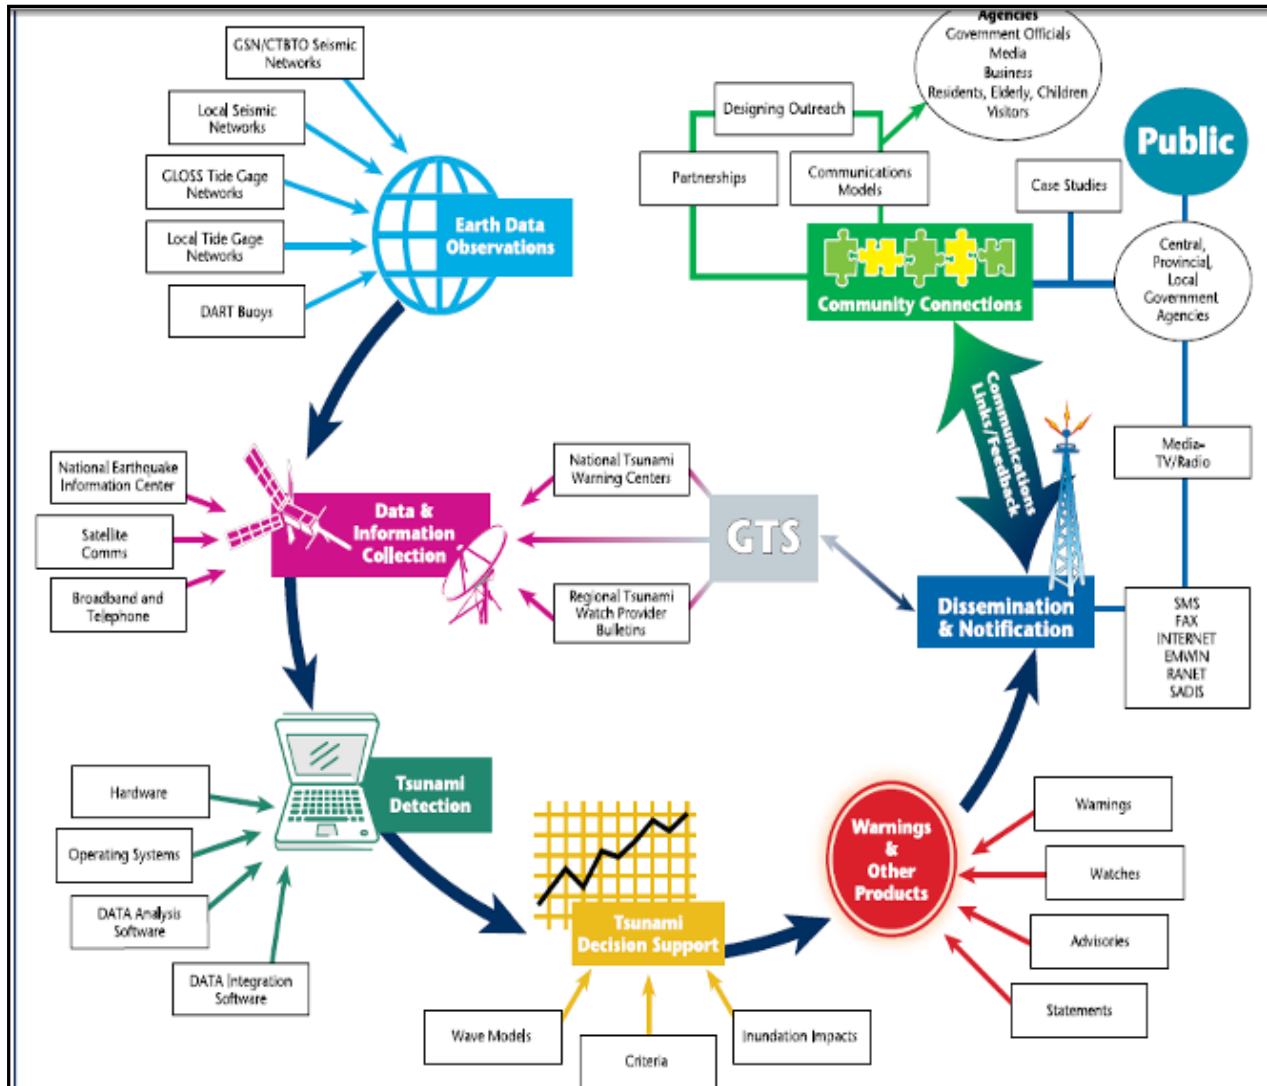 GSN/CTBTO Seismic
Networks
Local Seismic
Networks
GLOSS Tide Gage
Networks
Local Tide Gage
Networks
DART Buoys
Earth Data
Observations
Agencies
Government Officials
Media
Business
Residents, Elderly, Children
Visitors
Designing Outreach
Partnerships
Communications
Models
Case Studies
Public
Community Connections
Central,
Provincial,
Local
Government
Agencies
Communications
Links/Feedback
Media-
TV/Radio
National Earthquake
Information Center
Satellite
Comms
Broadband and
Telephone
Data &
Information
Collection
National Tsunami
Warning Centers
GTS
Regional Tsunami
Watch Provider
Bulletins
Dissemination
& Notification
SMS
FAX
INTERNET
EMWIN
RANET
SADIS
Hardware
Operating Systems
DATA Analysis
Software
DATA Integration
Software
Tsunami
Detection
Tsunami
Decision Support
Wave Models
Criteria
Inundation Impacts
Warnings
&
Other
Products
Warnings
Watches
Advisories
Statements